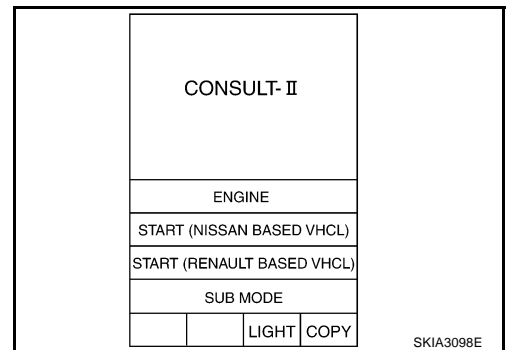 CONSULT-Ⅱ
ENGINE
START (NISSAN BASED VHCL)
START (RENAULT BASED VHCL)
SUB MODE
LIGHT COPY
SKIA3098E